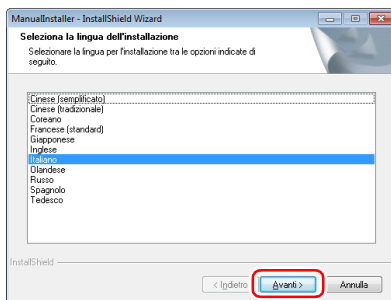 ManualInstaller - InstallShield Wizard
Seleziona la lingua dell'installazione
Selezionare la lingua per l'installazione tra le opzioni indicate di
seguito.
Cinese (semplificato)
Cinese (tradizionale)
Coreano
Francese (standard)
Giapponese
Inglese
Italiano
Olandese
Russo
Spagnolo
Tedesco
InstallShield
< Indietro Avanti > Annulla